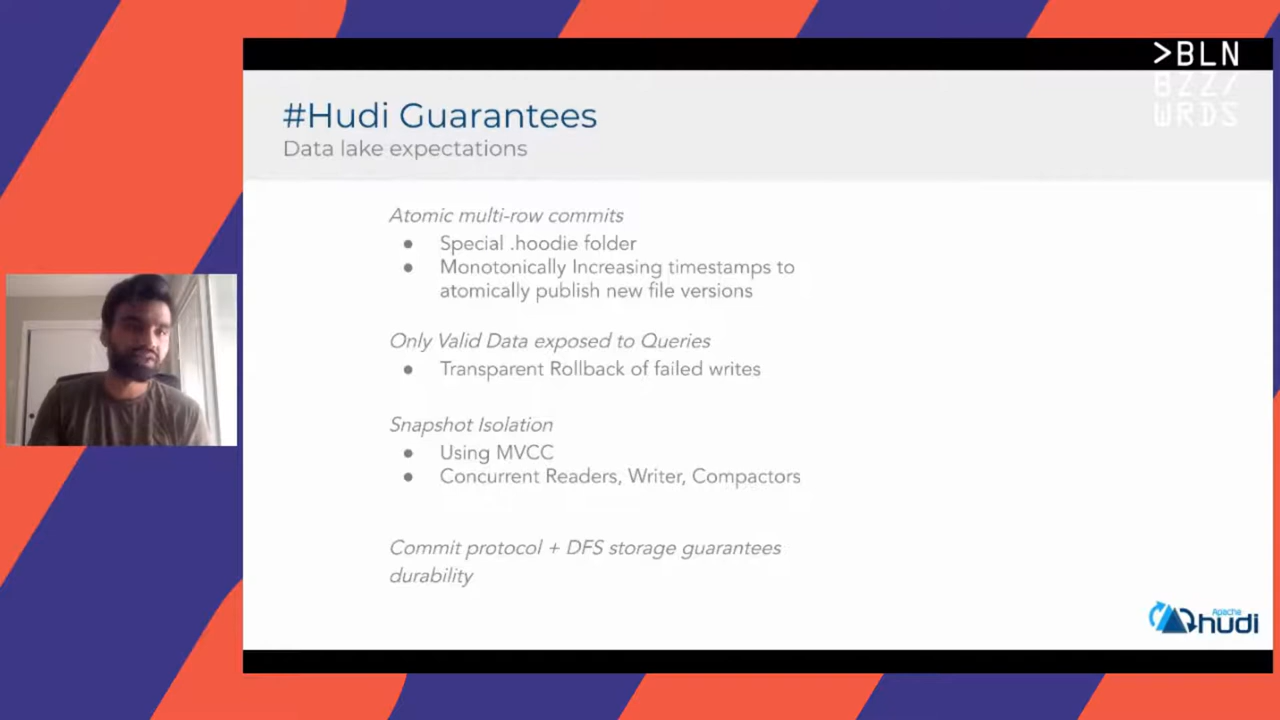 >BLN
BZZ/
WRDS
#Hudi Guarantees
Data lake expectations
Atomic multi-row commits
● Special .hoodie folder
● Monotonically Increasing timestamps to
atomically publish new file versions
Only Valid Data exposed to Queries
● Transparent Rollback of failed writes
Snapshot Isolation
● Using MVCC
● Concurrent Readers, Writer, Compactors
Commit protocol + DFS storage guarantees
durability
Apache
hudi